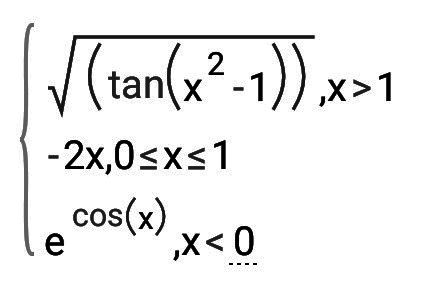 √((tan(x²-1))) ,x>1
-2x,0≤x≤1
e^cos(x) ,x<0